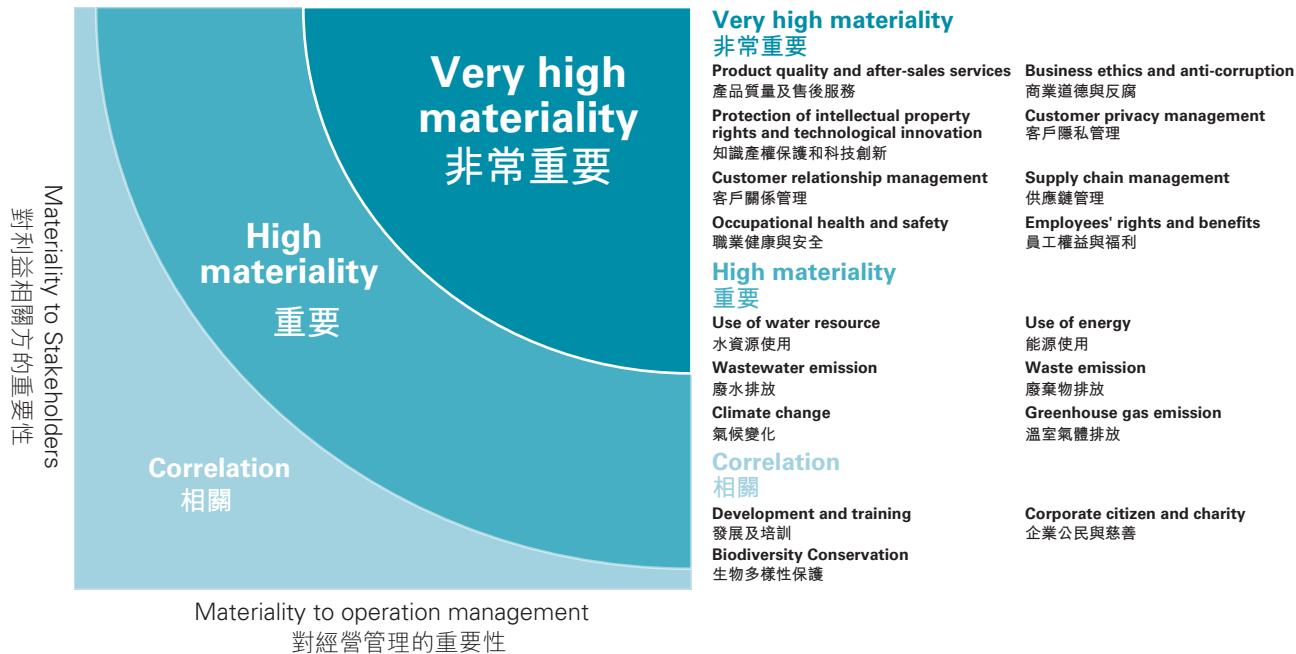 Very high
materiality
非常重要
High
materiality
重要
Correlation
相關
Materiality to Stakeholders
對利益相關方的重要性
Materiality to operation management
對經營管理的重要性
Very high materiality
非常重要
Product quality and after-sales services
產品質量及售後服務
Business ethics and anti-corruption
商業道德與反腐
Protection of intellectual property
rights and technological innovation
知識產權保護和科技創新
Customer privacy management
客戶隱私管理
Customer relationship management
客戶關係管理
Supply chain management
供應鏈管理
Occupational health and safety
職業健康與安全
Employees' rights and benefits
員工權益與福利
High materiality
重要
Use of water resource
水資源使用
Use of energy
能源使用
Wastewater emission
廢水排放
Waste emission
廢棄物排放
Climate change
氣候變化
Greenhouse gas emission
溫室氣體排放
Correlation
相關
Development and training
發展及培訓
Corporate citizen and charity
企業公民與慈善
Biodiversity Conservation
生物多樣性保護